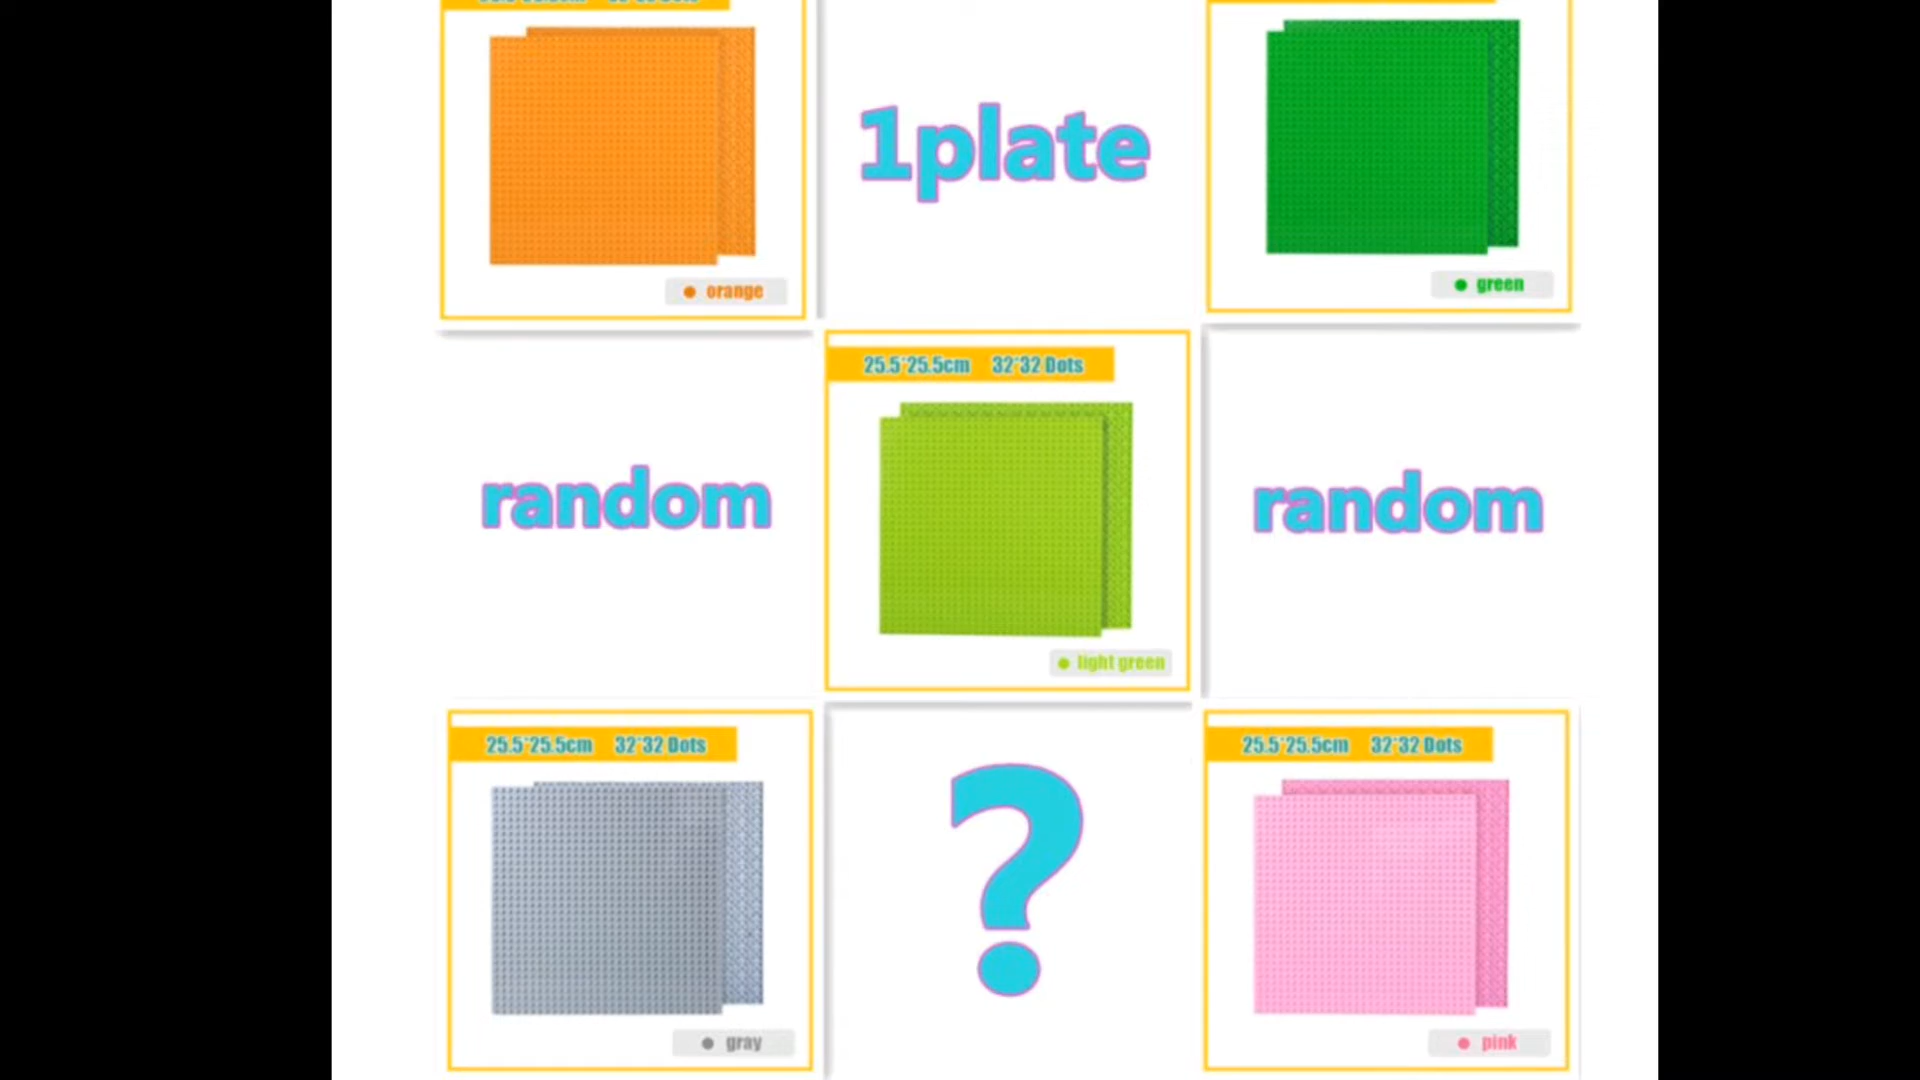 1plate
orange
green
25.5*25.5cm 32*32 Dots
random
random
light green
25.5*25.5cm 32*32 Dots
25.5*25.5cm 32*32 Dots
?
gray
pink